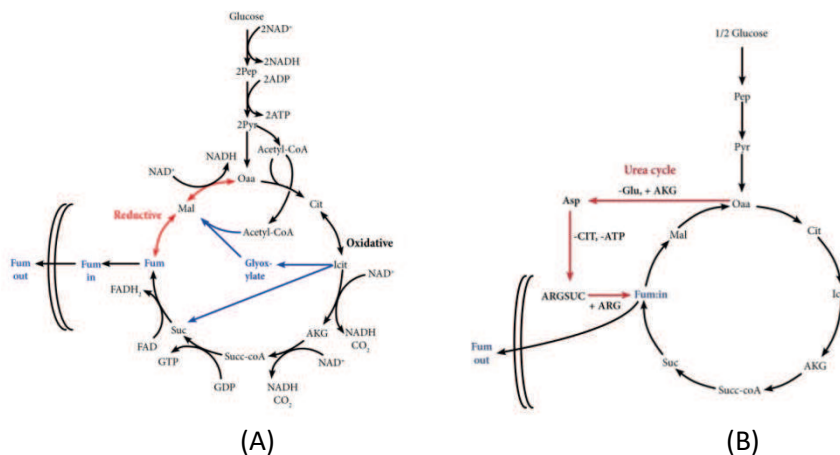 Glucose
2NAD⁺
2NADH
2Pep
2ADP
2ATP
2Pyr
Acetyl-CoA
NADH
NAD⁺
Oaa
Cit
Mal
Reductive
Acetyl-CoA
Oxidative
Fum out
Fum in
Fum
Glyox-
ylate
Icit
NAD⁺
FADH₂
Suc
AKG
NADH
CO₂
FAD
GTP
Succ-coA
NAD⁺
GDP
NADH
CO₂
(A)
1/2 Glucose
Pep
Pyr
Urea cycle
-Glu, + AKG
Asp
Oaa
-CIT, -ATP
Mal
Cit
ARGSUC
+ ARG
Fum:in
Fum
out
Suc
AKG
Succ-coA
(B)